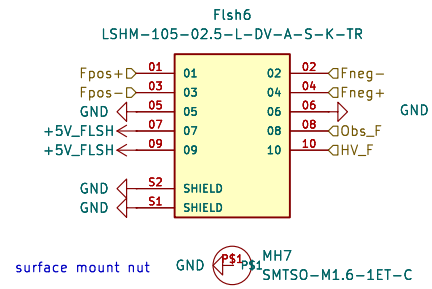 Flsh6
LSHM-105-02.5-L-DV-A-S-K-TR
Fpos+ 01 01 02 02 Fneg-
Fpos- 03 03 04 04 Fneg+
GND 05 05 06 06 GND
+5V_FLSH 07 07 08 08 Obs_F
+5V_FLSH 09 09 10 10 HV_F
GND S2 SHIELD
GND S1 SHIELD
surface mount nut GND P$1 P$1 MH7
SMTSO-M1.6-1ET-C